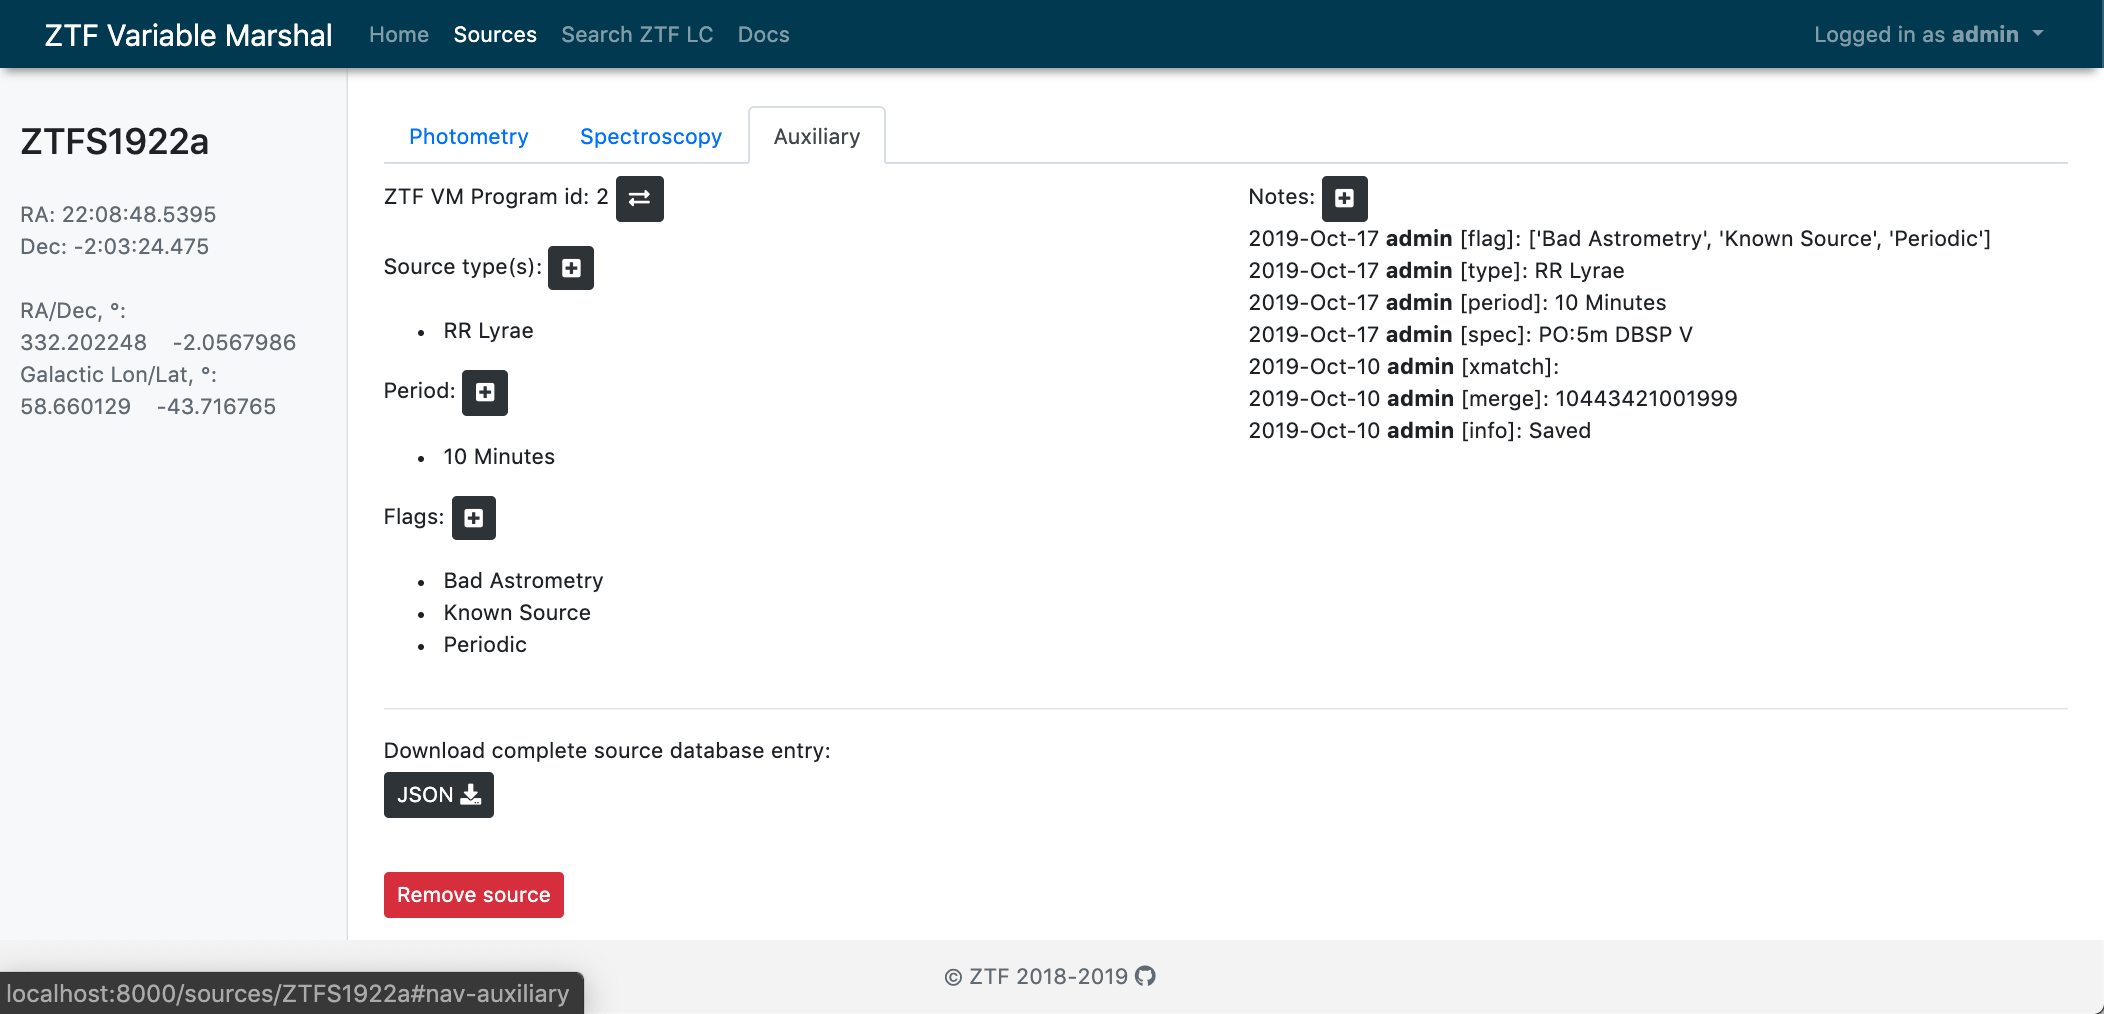 ZTF Variable Marshal Home Sources Search ZTF LC Docs Logged in as admin
ZTFS1922a
RA: 22:08:48.5395
Dec: -2:03:24.475
RA/Dec, °:
332.202248 -2.0567986
Galactic Lon/Lat, °:
58.660129 -43.716765
Photometry Spectroscopy Auxiliary
ZTF VM Program id: 2
Source type(s):
• RR Lyrae
Period:
• 10 Minutes
Flags:
• Bad Astrometry
• Known Source
• Periodic
Notes:
2019-Oct-17 admin [flag]: ['Bad Astrometry', 'Known Source', 'Periodic']
2019-Oct-17 admin [type]: RR Lyrae
2019-Oct-17 admin [period]: 10 Minutes
2019-Oct-17 admin [spec]: PO:5m DBSP V
2019-Oct-10 admin [xmatch]:
2019-Oct-10 admin [merge]: 10443421001999
2019-Oct-10 admin [info]: Saved
Download complete source database entry:
JSON
Remove source
© ZTF 2018-2019
localhost:8000/sources/ZTFS1922a#nav-auxiliary